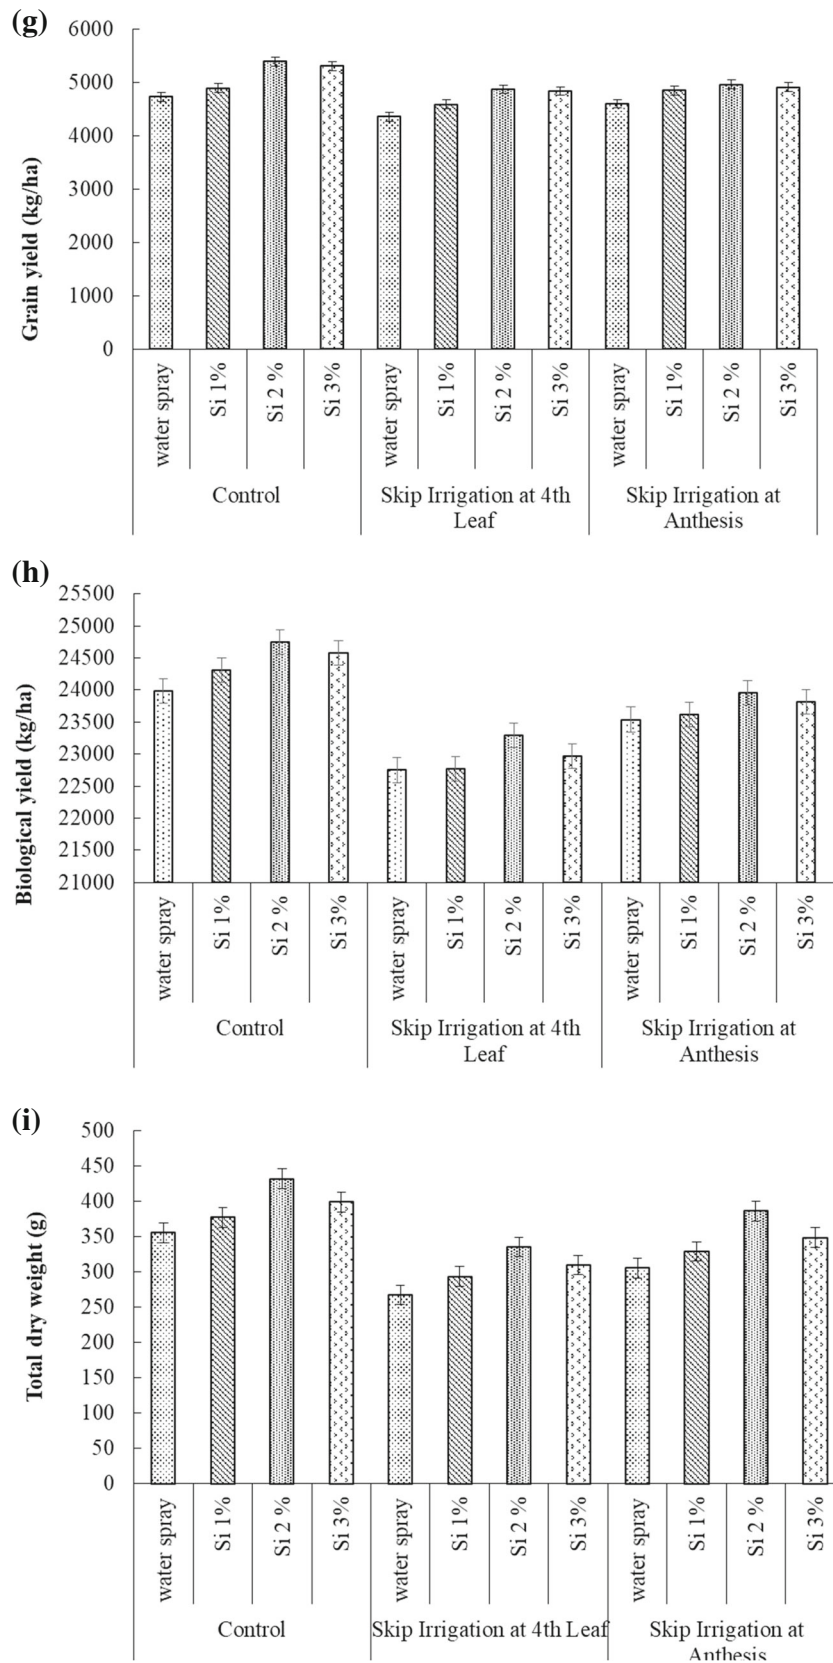 (g)
6000
5000
4000
3000
2000
1000
0
Grain yield (kg/ha)
water spray
Si 1%
Si 2 %
Si 3%
water spray
Si 1%
Si 2 %
Si 3%
water spray
Si 1%
Si 2 %
Si 3%
Control
Skip Irrigation at 4th
Leaf
Skip Irrigation at
Anthesis
(h)
25500
25000
24500
24000
23500
23000
22500
22000
21500
21000
Biological yield (kg/ha)
water spray
Si 1%
Si 2 %
Si 3%
water spray
Si 1%
Si 2 %
Si 3%
water spray
Si 1%
Si 2 %
Si 3%
Control
Skip Irrigation at 4th
Leaf
Skip Irrigation at
Anthesis
(i)
500
450
400
350
300
250
200
150
100
50
0
Total dry weight (g)
water spray
Si 1%
Si 2 %
Si 3%
water spray
Si 1%
Si 2 %
Si 3%
water spray
Si 1%
Si 2 %
Si 3%
Control
Skip Irrigation at 4th Leaf
Skip Irrigation at
Anthesis